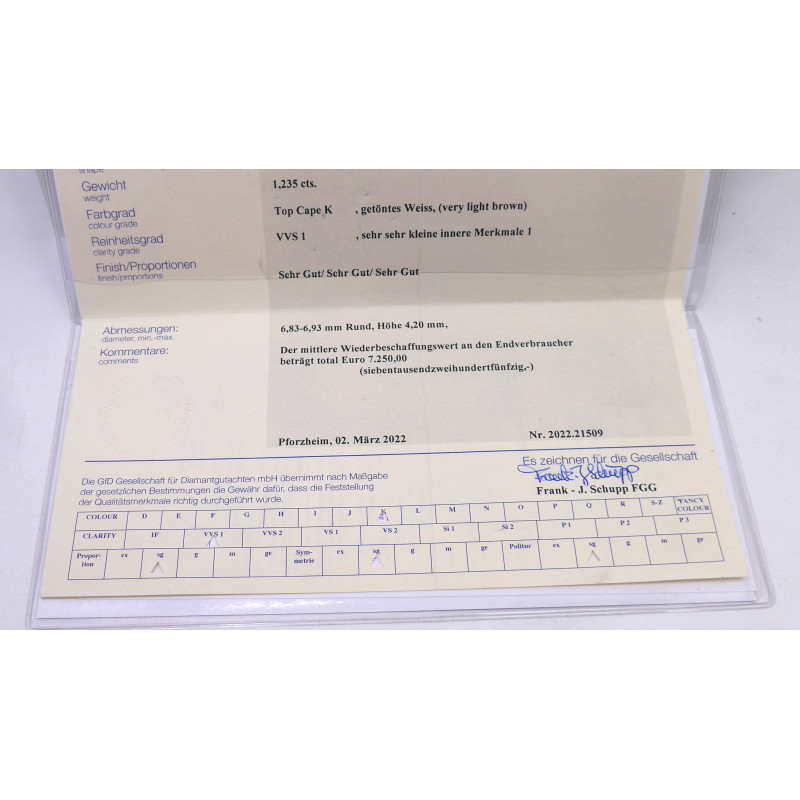 shape
Gewicht 1,235 cts.
weight
Farbgrad Top Cape K , getöntes Weiss, (very light brown)
colour grade
Reinheitsgrad VVS 1 , sehr sehr kleine innere Merkmale 1
clarity grade
Finish/Proportionen Sehr Gut/ Sehr Gut/ Sehr Gut
finish/proportions
Abmessungen: 6,83-6,93 mm Rund, Höhe 4,20 mm,
diameter, min.-max.
Kommentare: Der mittlere Wiederbeschaffungswert an den Endverbraucher
comments beträgt total Euro 7.250,00
(siebentausendzweihundertfünfzig,-)
Pforzheim, 02. März 2022 Nr. 2022.21509
Es zeichnen für die Gesellschaft
Die GfD Gesellschaft für Diamantgutachten mbH übernimmt nach Maßgabe
der gesetzlichen Bestimmungen die Gewähr dafür, dass die Feststellung
der Qualitätsmerkmale richtig durchgeführt wurde.
Frank - J. Schupp
Frank - J. Schupp FGG
COLOUR D E F G H I J K L M N O P Q R S-Z FANCY COLOUR
CLARITY IF VVS 1 VVS 2 VS 1 VS 2 Si 1 Si 2 P 1 P 2 P 3
Propor- ex sg g m ge Sym- ex sg g m ge Politur ex sg g m ge
tion metrie